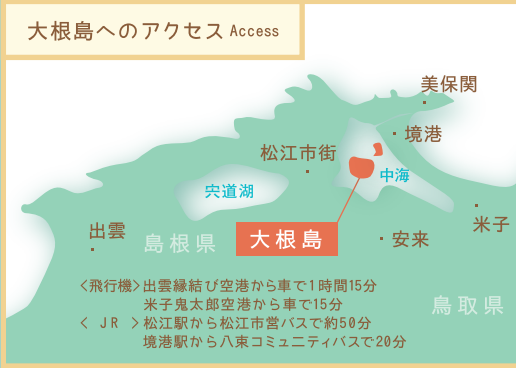 大根島へのアクセス Access
美保関
境港
松江市街
中海
宍道湖
米子
出雲
島根県
大根島
安来
鳥取県
<飛行機>出雲縁結び空港から車で1時間15分
米子鬼太郎空港から車で15分
< JR >松江駅から松江市営バスで約50分
境港駅から八束コミュニティバスで20分